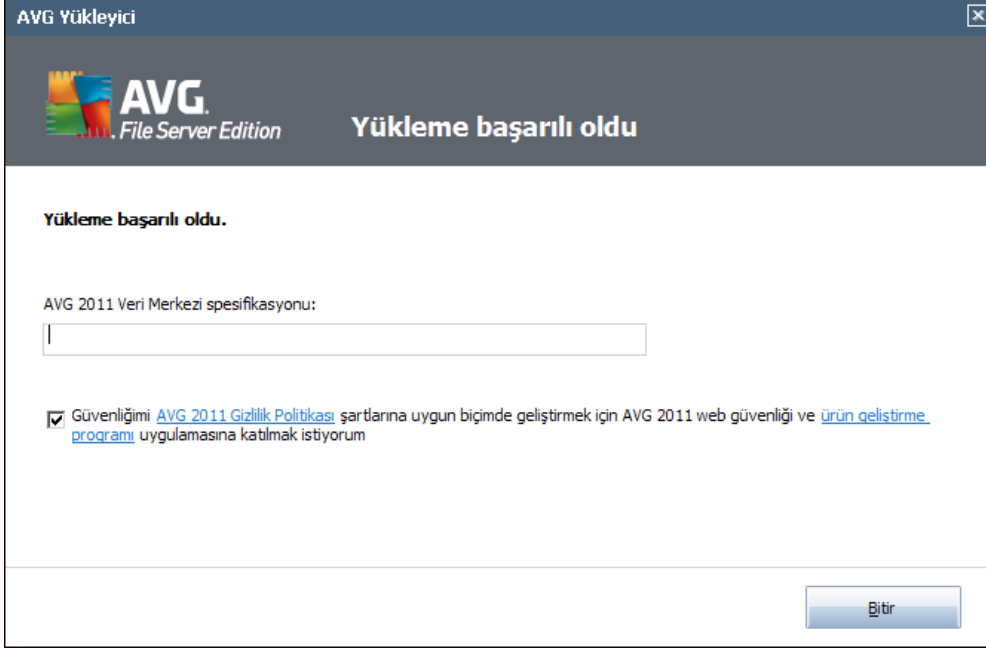 AVG Yükleyici
AVG.
File Server Edition
Yükleme başarılı oldu
Yükleme başarılı oldu.
AVG 2011 Veri Merkezi spesifikasyonu:
Güvenliğimi AVG 2011 Gizlilik Politikası şartlarına uygun biçimde geliştirmek için AVG 2011 web güvenliği ve ürün geliştirme
programı uygulamasına katılmak istiyorum
Bitir